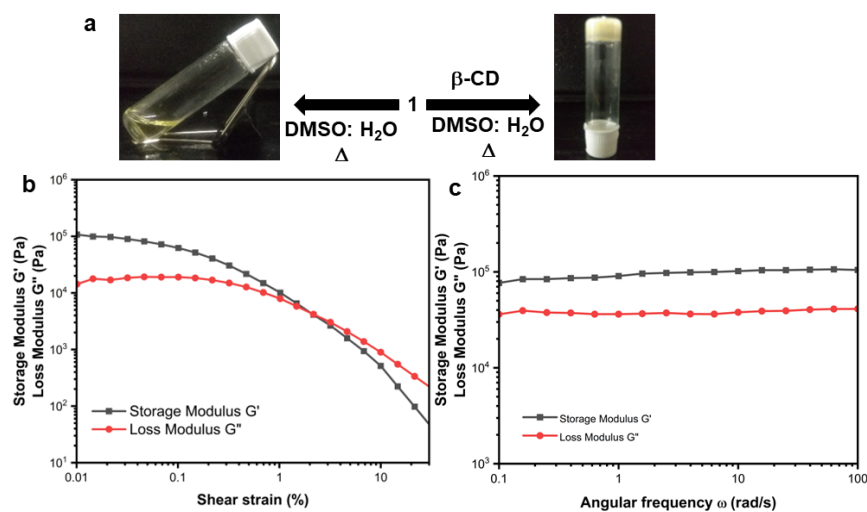 a
β-CD
1
DMSO: H₂O
Δ
DMSO: H₂O
Δ
b
Storage Modulus G' (Pa)
Loss Modulus G'' (Pa)
10⁶
10⁵
10⁴
10³
10²
10¹
0.01
0.1
1
10
Storage Modulus G'
Loss Modulus G"
Shear strain (%)
c
Storage Modulus G' (Pa)
Loss Modulus G'' (Pa)
10⁶
10⁵
10⁴
10³
0.1
1
10
100
Storage Modulus G'
Loss Modulus G"
Angular frequency ω (rad/s)